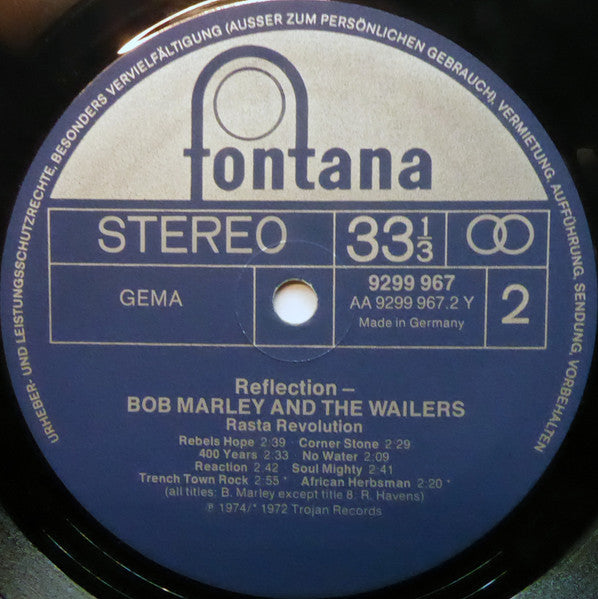 URHEBER- UND LEISTUNGSSCHUTZRECHTE, BESONDERS VERVIELFÄLTIGUNG (AUSSER ZUM PERSÖNLICHEN GEBRAUCH), VERMIETUNG, AUFFÜHRUNG, SENDUNG, VORBEHALTEN
fontana
STEREO
33 1/3
GEMA
9299 967
AA 9299 967.2 Y
Made in Germany
2
Reflection –
BOB MARLEY AND THE WAILERS
Rasta Revolution
Rebels Hope 2:39 · Corner Stone 2:29
400 Years 2:33 · No Water 2:09
Reaction 2:42 · Soul Mighty 2:41
Trench Town Rock 2:55 * · African Herbsman 2:20 *
(all titles: B. Marley except title 8: R. Havens)
℗ 1974/* 1972 Trojan Records